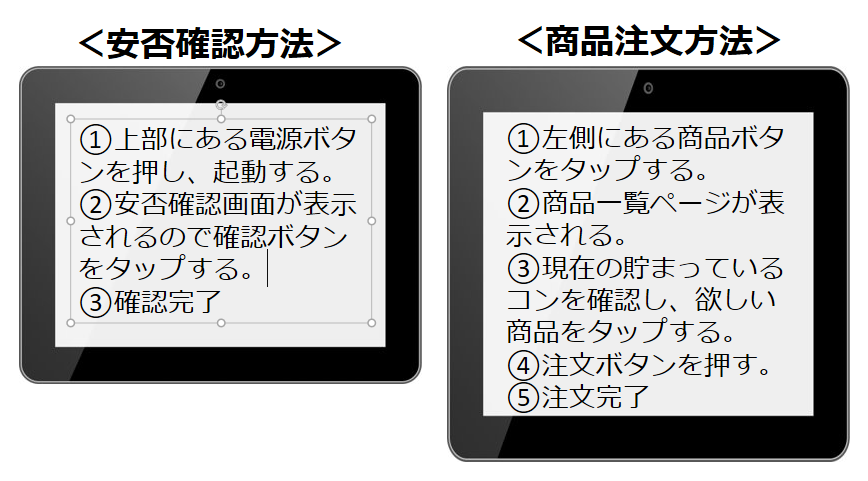 ＜安否確認方法＞
①上部にある電源ボタ
ンを押し、起動する。
②安否確認画面が表示
されるので確認ボタン
をタップする。
③確認完了
＜商品注文方法＞
①左側にある商品ボタ
ンをタップする。
②商品一覧ページが表
示される。
③現在の貯まっている
コンを確認し、欲しい
商品をタップする。
④注文ボタンを押す。
⑤注文完了